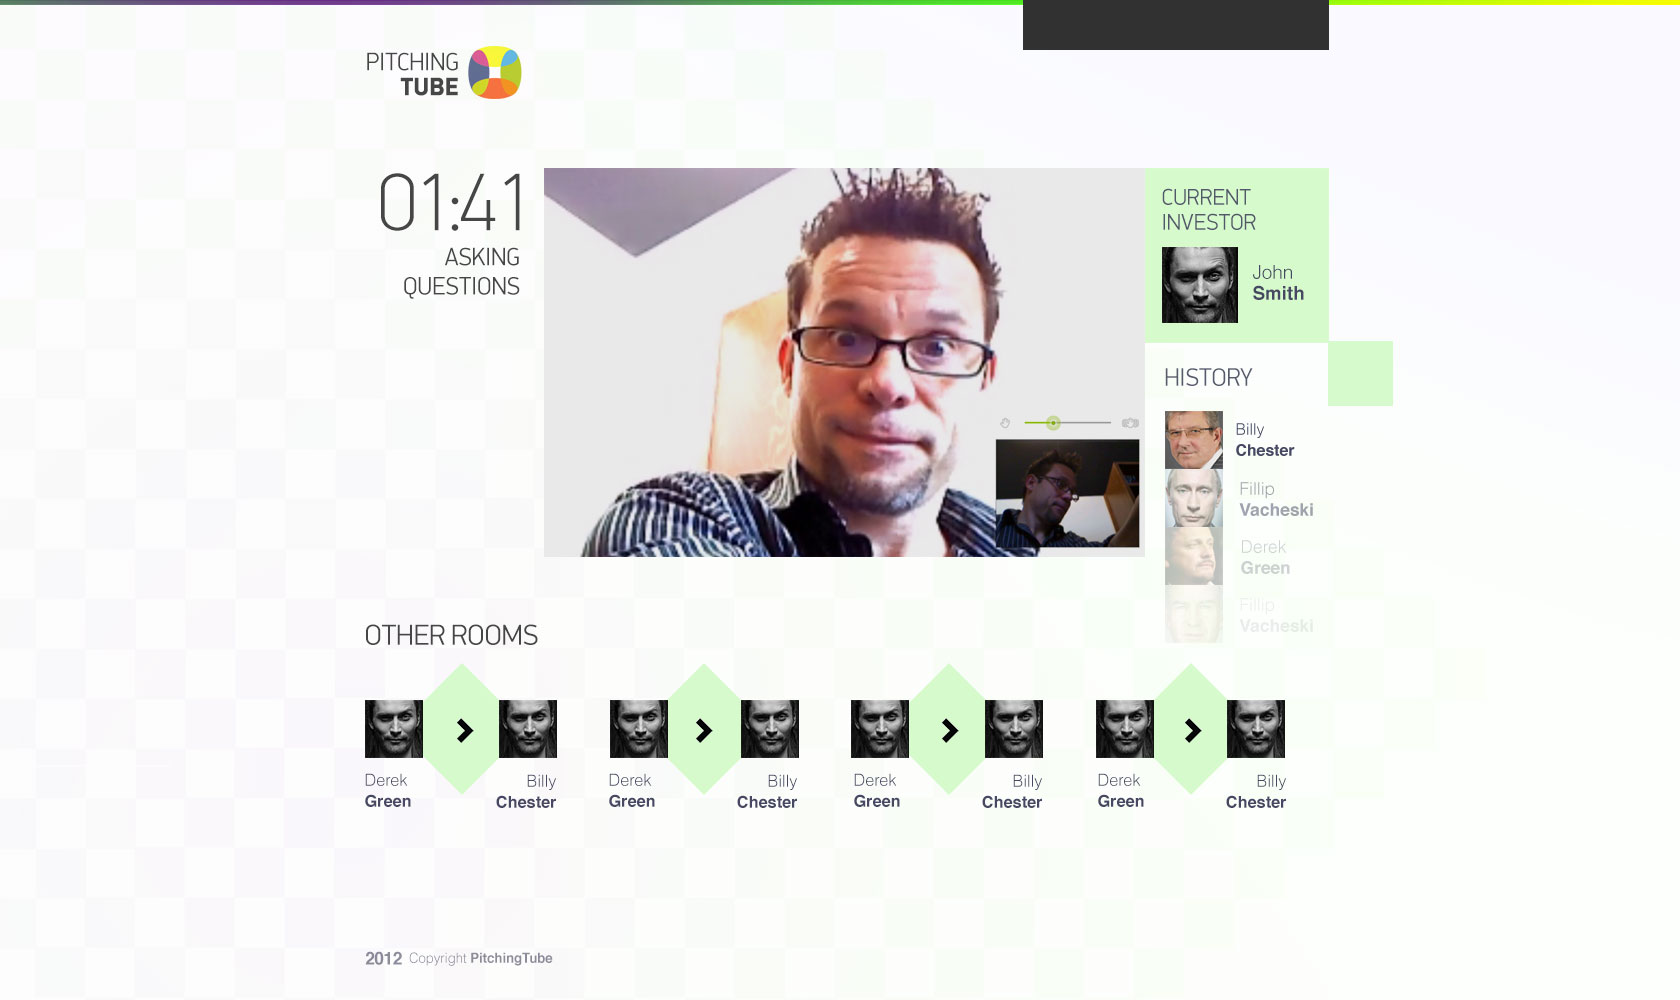 PITCHING
TUBE
01:41
ASKING
QUESTIONS
CURRENT
INVESTOR
John
Smith
HISTORY
Billy
Chester
Fillip
Vacheski
Derek
Green
Fillip
Vacheski
OTHER ROOMS
Derek
Green
Billy
Chester
Derek
Green
Billy
Chester
Derek
Green
Billy
Chester
Derek
Green
Billy
Chester
2012 Copyright PitchingTube